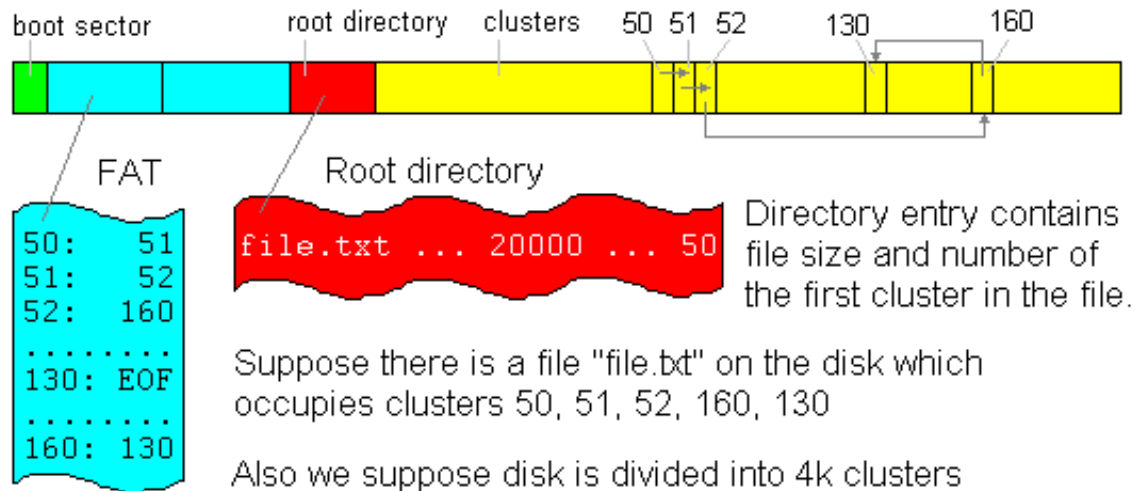 boot sector
root directory
clusters
50
51
52
130
160
FAT
Root directory
50: 51
51: 52
52: 160
........
130: EOF
........
160: 130
file.txt ... 20000 ... 50
Directory entry contains
file size and number of
the first cluster in the file.
Suppose there is a file "file.txt" on the disk which
occupies clusters 50, 51, 52, 160, 130
Also we suppose disk is divided into 4k clusters